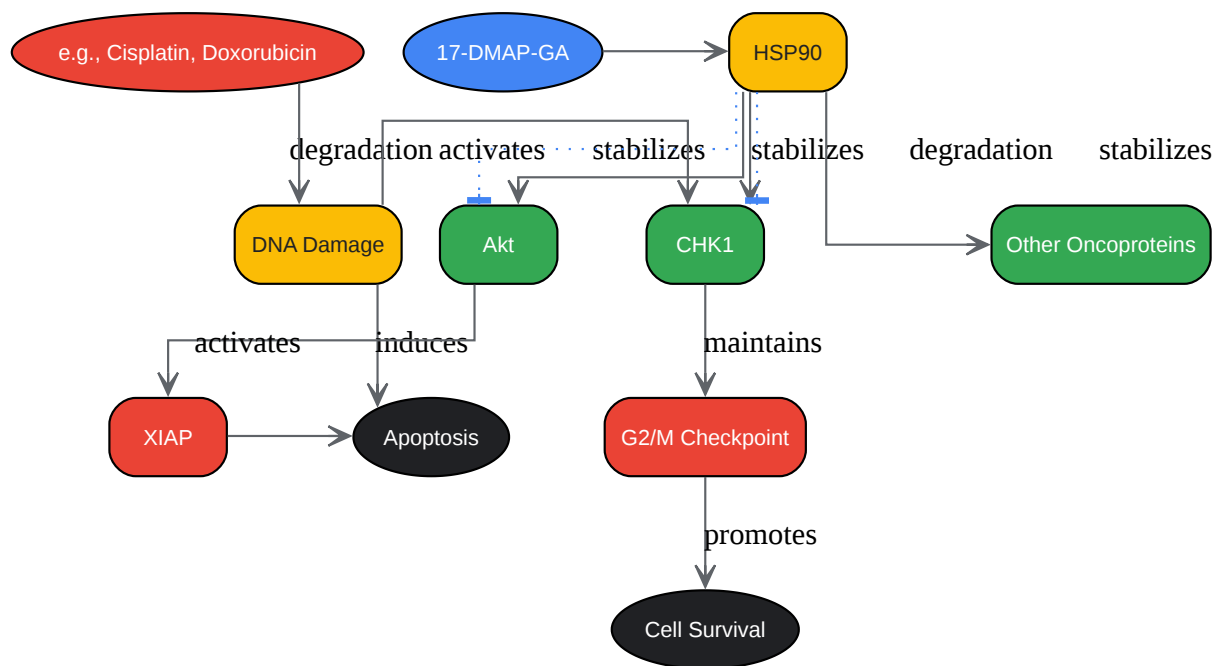 e.g., Cisplatin, Doxorubicin
17-DMAP-GA
HSP90
degradation
activates
stabilizes
stabilizes
degradation
stabilizes
DNA Damage
Akt
CHK1
Other Oncoproteins
activates
induces
maintains
XIAP
Apoptosis
G2/M Checkpoint
promotes
Cell Survival